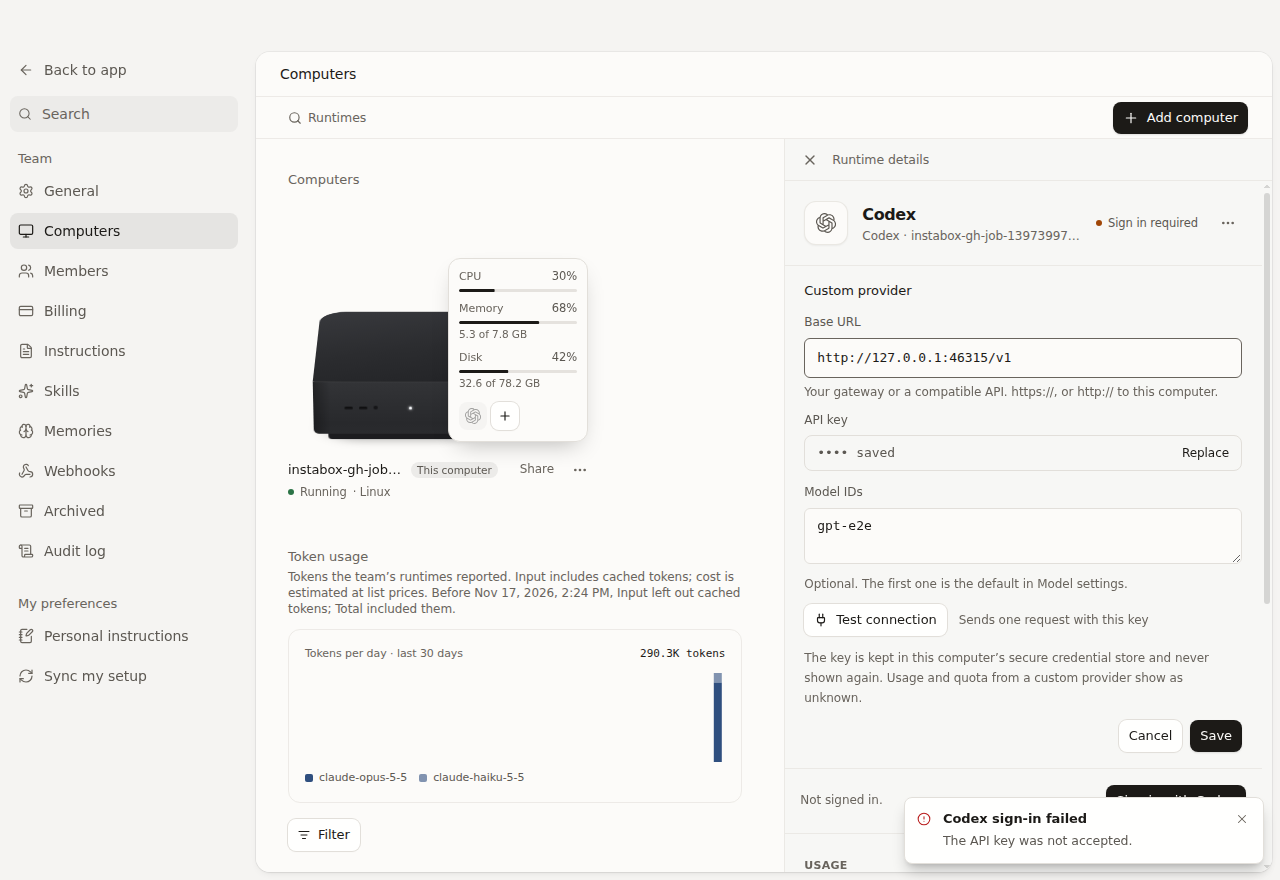 Back to app
Search
Team
General
Computers
Members
Billing
Instructions
Skills
Memories
Webhooks
Archived
Audit log
My preferences
Personal instructions
Sync my setup
Computers
Runtimes
Add computer
Computers
CPU 30%
Memory 68%
5.3 of 7.8 GB
Disk 42%
32.6 of 78.2 GB
instabox-gh-job… This computer Share
Running · Linux
Token usage
Tokens the team’s runtimes reported. Input includes cached tokens; cost is
estimated at list prices. Before Nov 17, 2026, 2:24 PM, Input left out cached
tokens; Total included them.
Tokens per day · last 30 days 290.3K tokens
claude-opus-5-5 claude-haiku-5-5
Filter
Runtime details
Codex
Codex · instabox-gh-job-13973997…
Sign in required
Custom provider
Base URL
http://127.0.0.1:46315/v1
Your gateway or a compatible API. https://, or http:// to this computer.
API key
•••• saved Replace
Model IDs
gpt-e2e
Optional. The first one is the default in Model settings.
Test connection Sends one request with this key
The key is kept in this computer’s secure credential store and never
shown again. Usage and quota from a custom provider show as
unknown.
Cancel Save
Not signed in.
Codex sign-in failed
The API key was not accepted.
USAGE